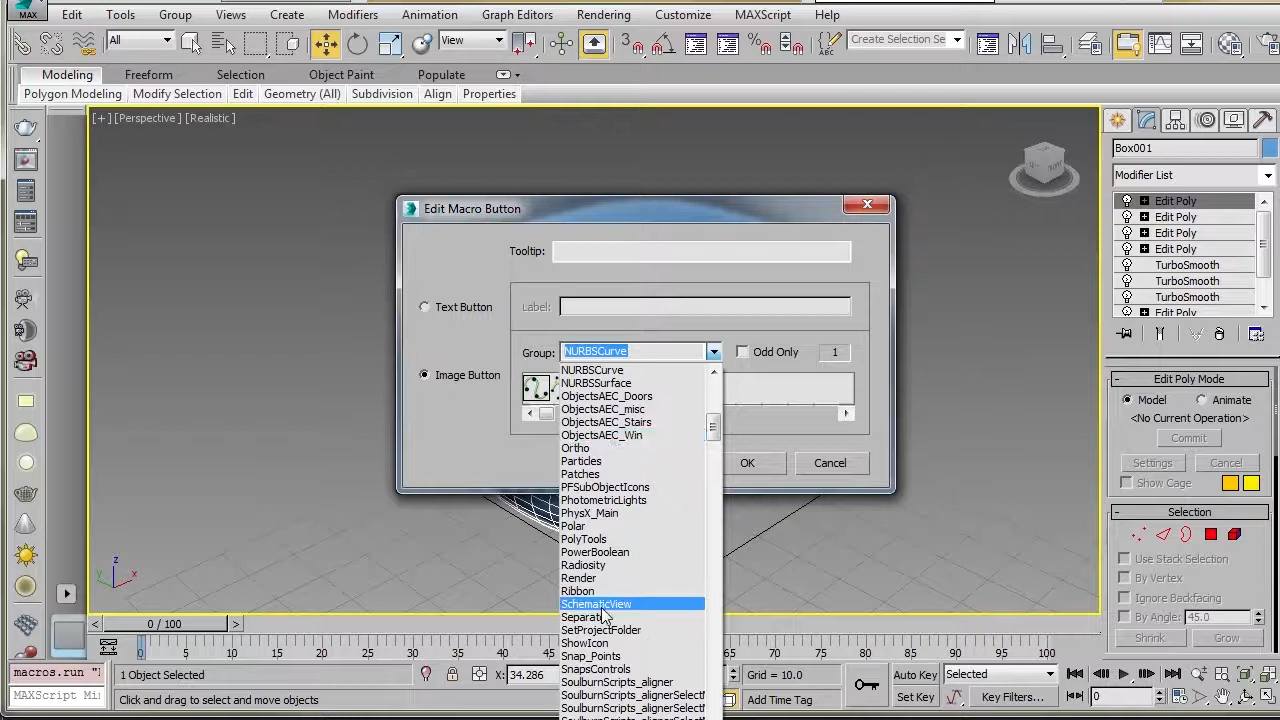 MAX Edit Tools Group Views Create Modifiers Animation Graph Editors Rendering Customize MAXScript Help
All View 3 ABC Create Selection Se
Modeling Freeform Selection Object Paint Populate
Polygon Modeling Modify Selection Edit Geometry (All) Subdivision Align Properties
[+] [Perspective] [Realistic]
Box001
Modifier List
Edit Poly
Edit Poly
Edit Poly
Edit Poly
TurboSmooth
TurboSmooth
TurboSmooth
Edit Poly
Edit Macro Button
Tooltip:
Text Button Label:
Group: NURBSCurve Odd Only 1
Image Button
OK Cancel
NURBSCurve
NURBSSurface
ObjectsAEC_Doors
ObjectsAEC_misc
ObjectsAEC_Stairs
ObjectsAEC_Win
Ortho
Particles
Patches
PFSubObjectIcons
PhotometricLights
PhysX_Main
Polar
PolyTools
PowerBoolean
Radiosity
Render
Ribbon
SchematicView
SetProjectFolder
ShowIcon
Snap_Points
SnapsControls
SoulburnScripts_aligner
SoulburnScripts_alignerSelect
SoulburnScripts_alignerSelect
Edit Poly Mode
Model Animate
<No Current Operation>
Commit
Settings Cancel
Show Cage
Selection
Use Stack Selection
By Vertex
Ignore Backfacing
By Angle: 45.0
Shrink Grow
z
x
y
< 0 / 100 >
0 5 10 15 20 25 30 65 70 75 80 85 90 95 100
macros.run "
MAXScript Mi
1 Object Selected X: 34.286 Grid = 10.0 Auto Key Selected
Click and drag to select and move objects Add Time Tag Set Key Key Filters... 0